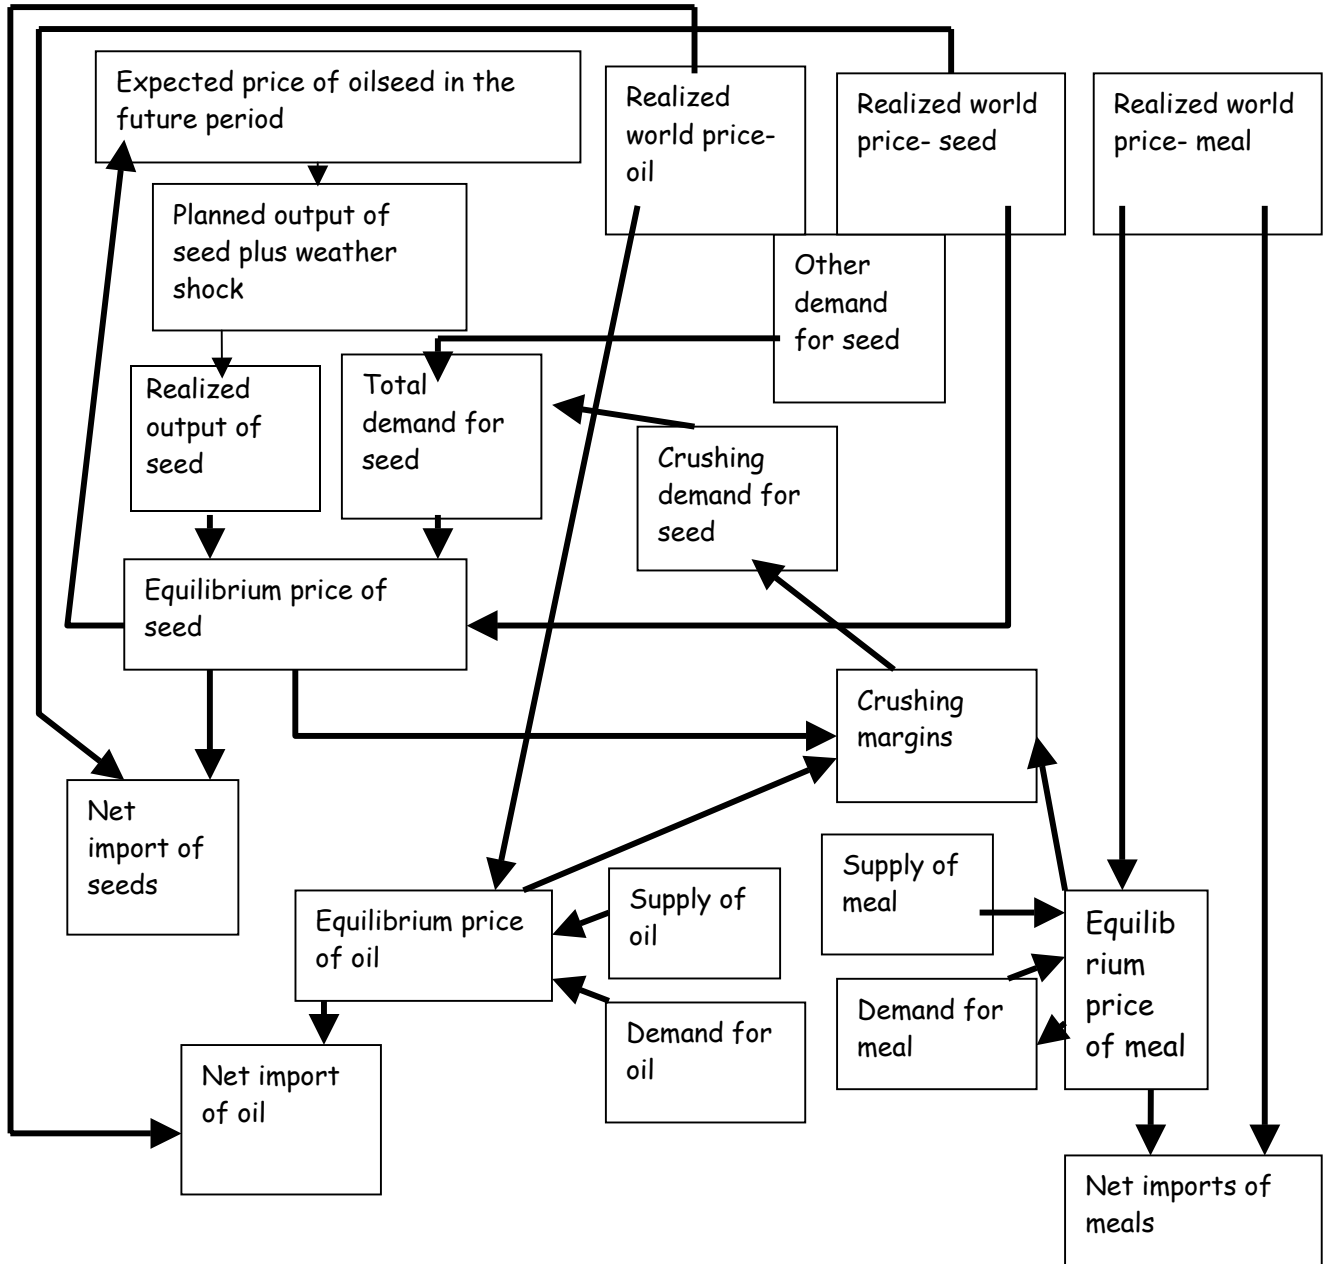 Expected price of oilseed in the
future period
Realized
world price-
oil
Realized world
price- seed
Realized world
price- meal
Planned output of
seed plus weather
shock
Other
demand
for seed
Realized
output of
seed
Total
demand for
seed
Crushing
demand for
seed
Equilibrium price of
seed
Crushing
margins
Net
import of
seeds
Supply of
meal
Supply of
oil
Equilibrium price
of oil
Equilib
rium
price
of meal
Demand for
meal
Demand for
oil
Net import
of oil
Net imports of
meals